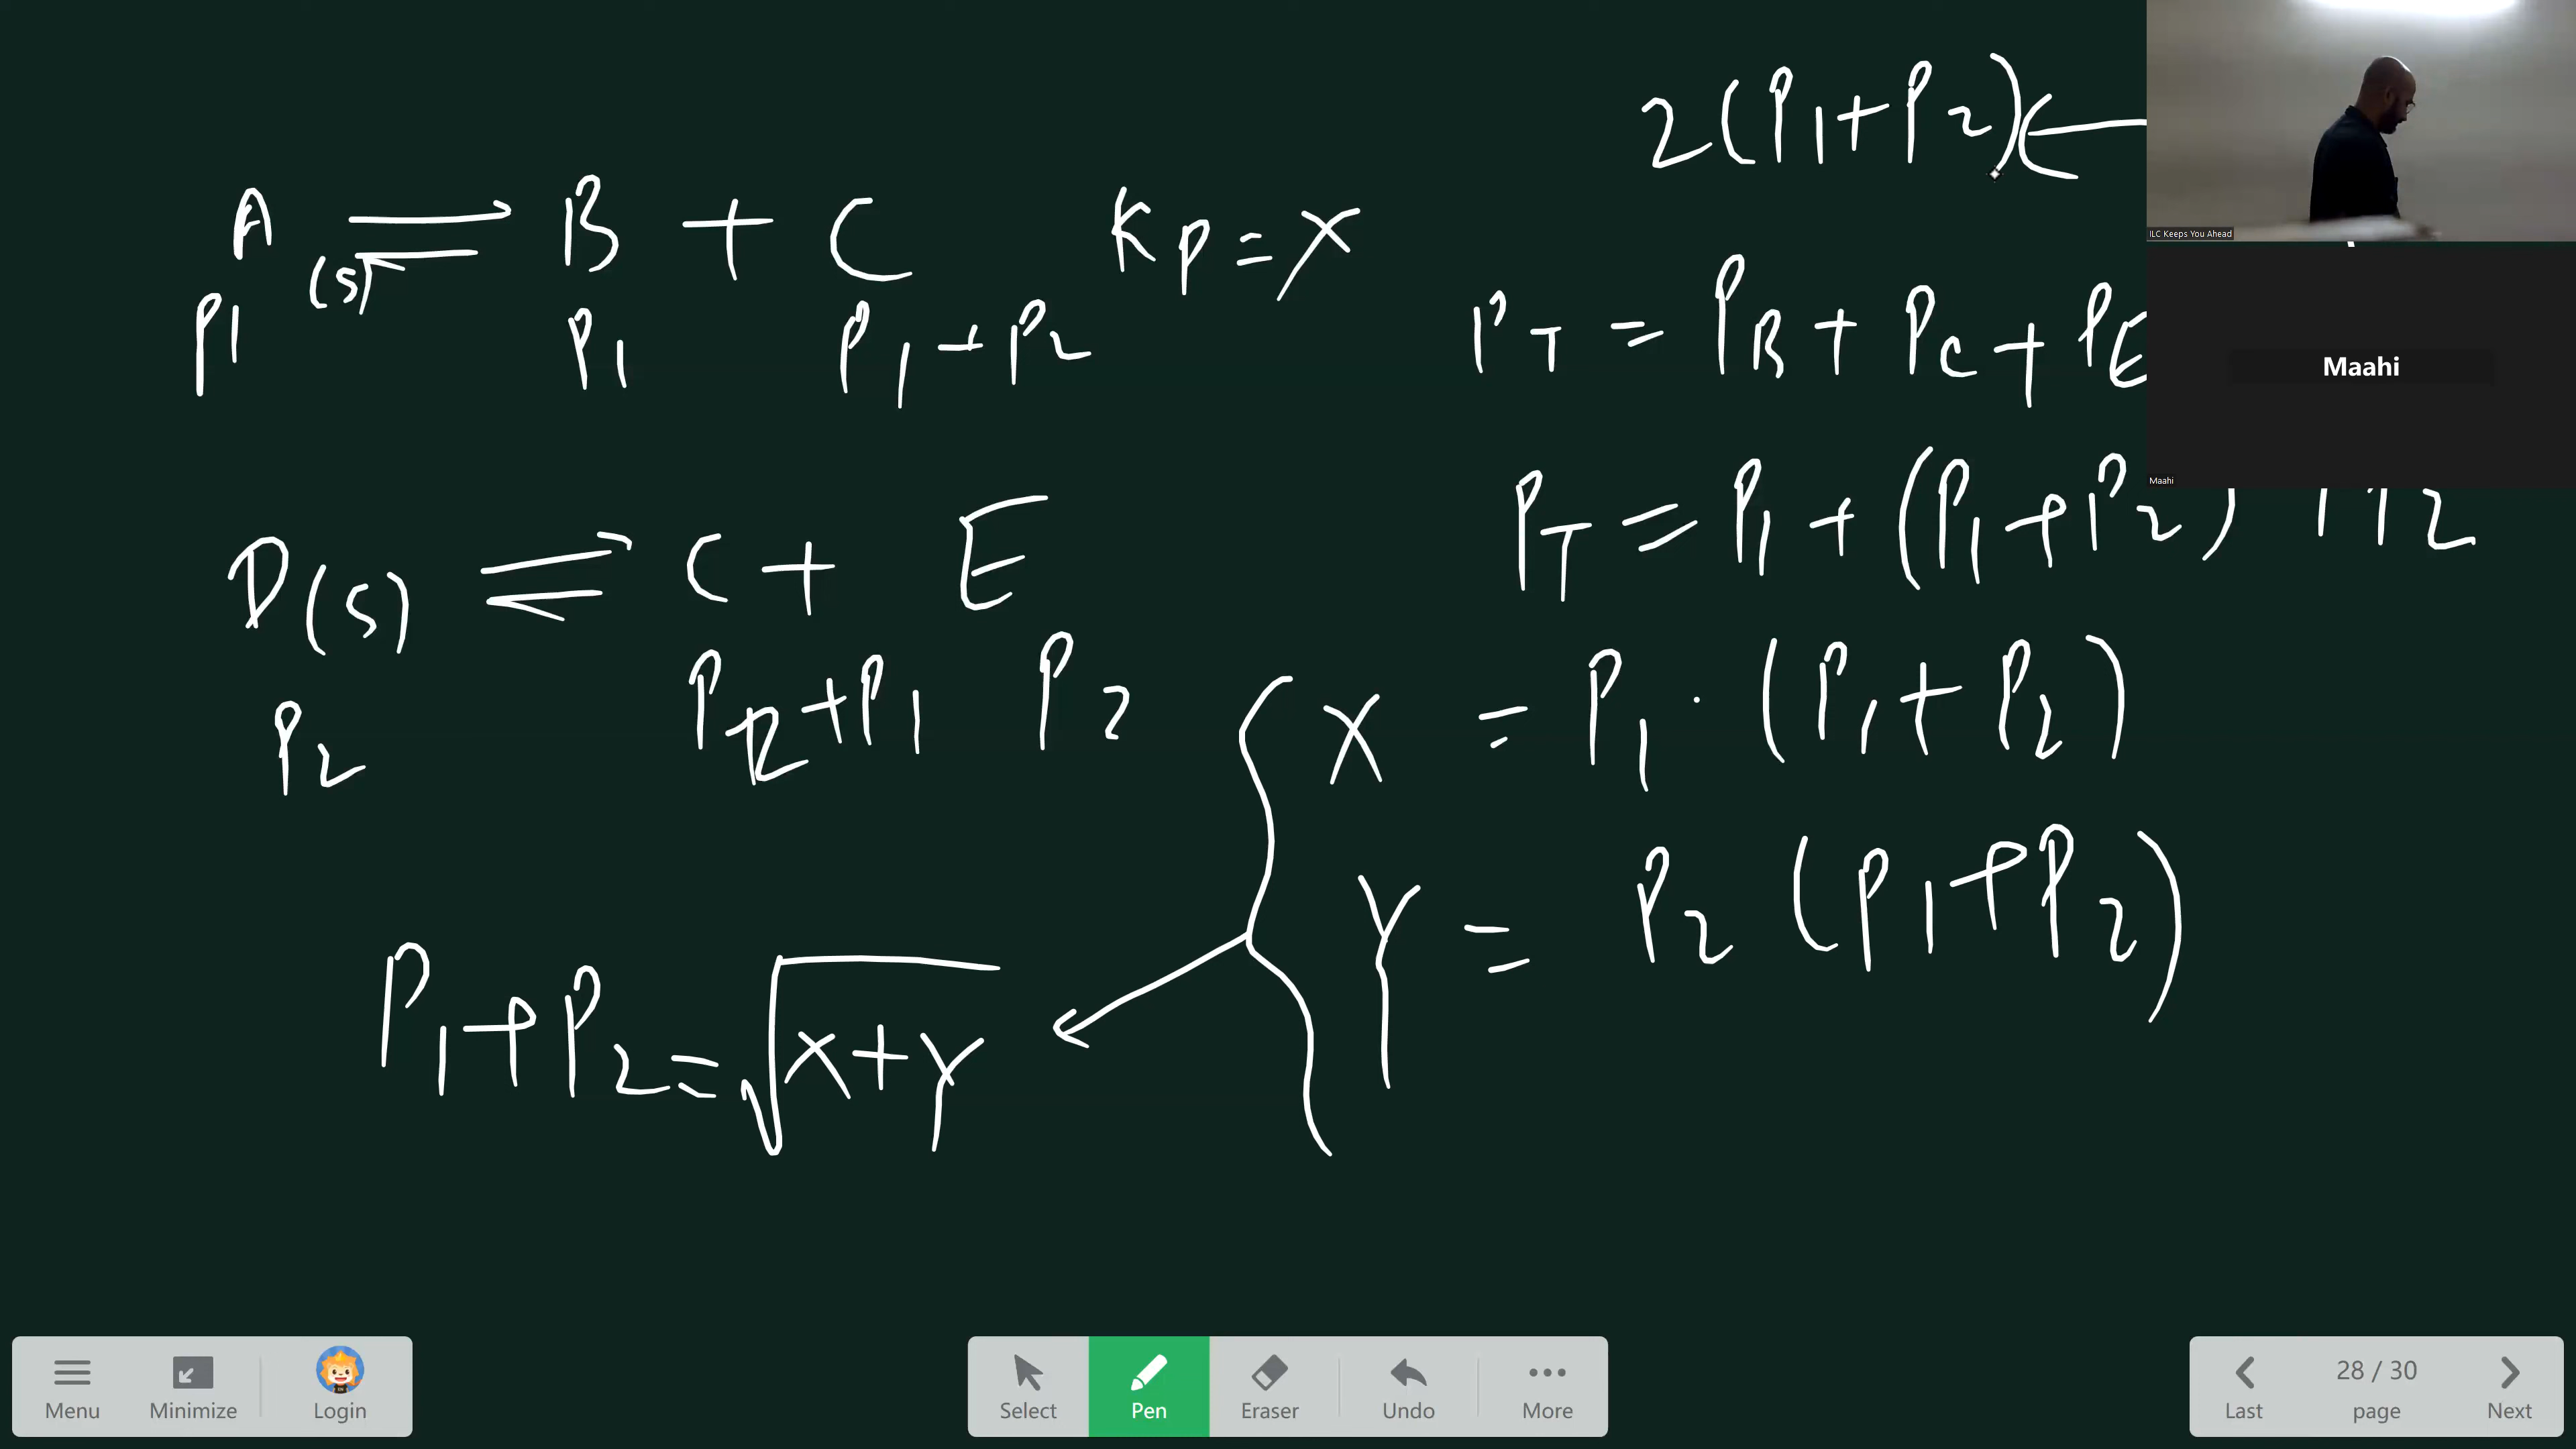 2(P1+P2)
A(s) ⇌ B + C Kp = x
P1 P1 P1+P2
PT = PB + PC + PE
D(s) ⇌ C + E
P2 P2+P1 P2
PT = P1 + (P1+P2) + P2
x = P1 . (P1+P2)
y = P2 (P1+P2)
P1+P2 = √x+y
ILC Keeps You Ahead
Maahi
Maahi
Menu
Minimize
Login
Select
Pen
Eraser
Undo
More
Last
28 / 30
page
Next